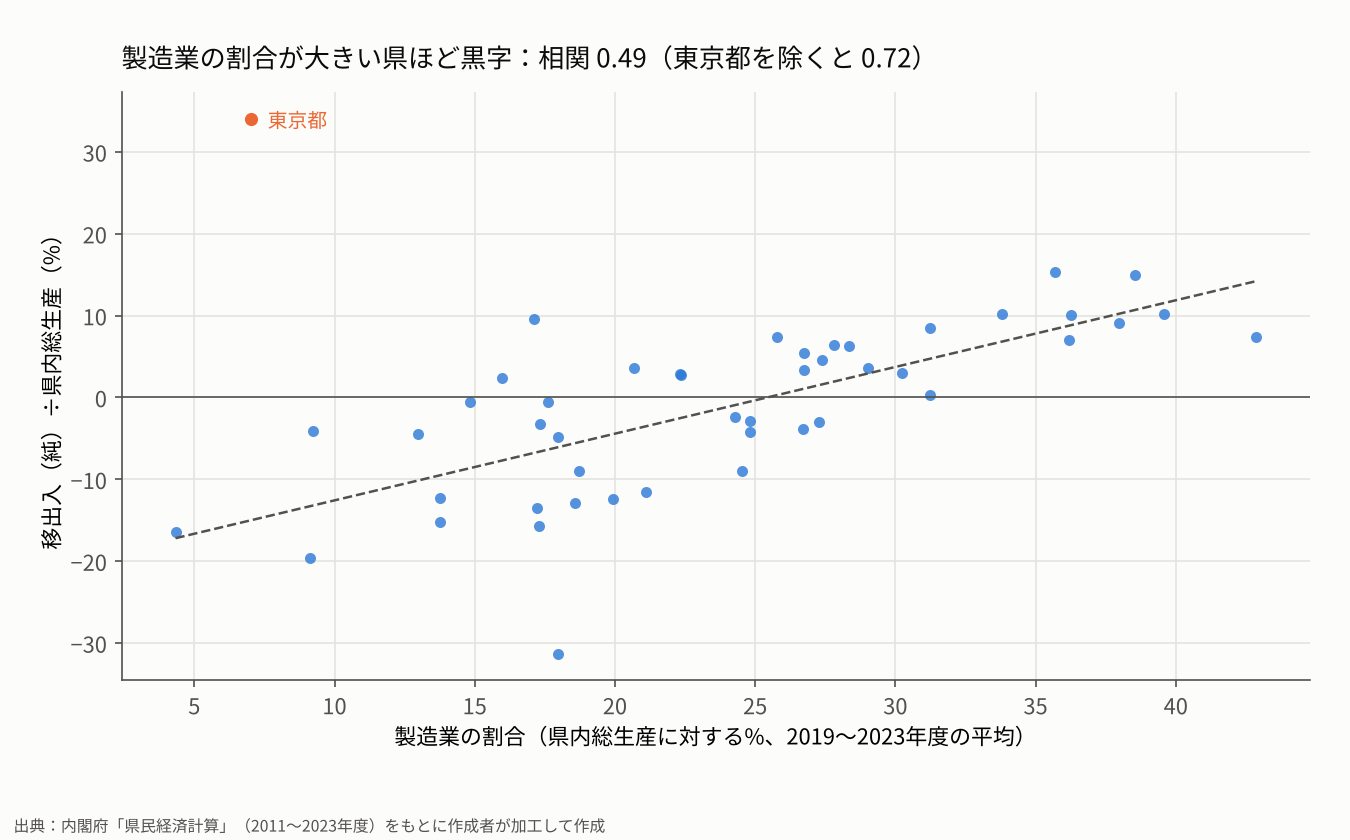 製造業の割合が大きい県ほど黒字：相関 0.49（東京都を除くと 0.72）
東京都
移出入（純）÷県内総生産（%）
30
20
10
0
−10
−20
−30
5 10 15 20 25 30 35 40
製造業の割合（県内総生産に対する%、2019〜2023年度の平均）
出典：内閣府「県民経済計算」（2011〜2023年度）をもとに作成者が加工して作成